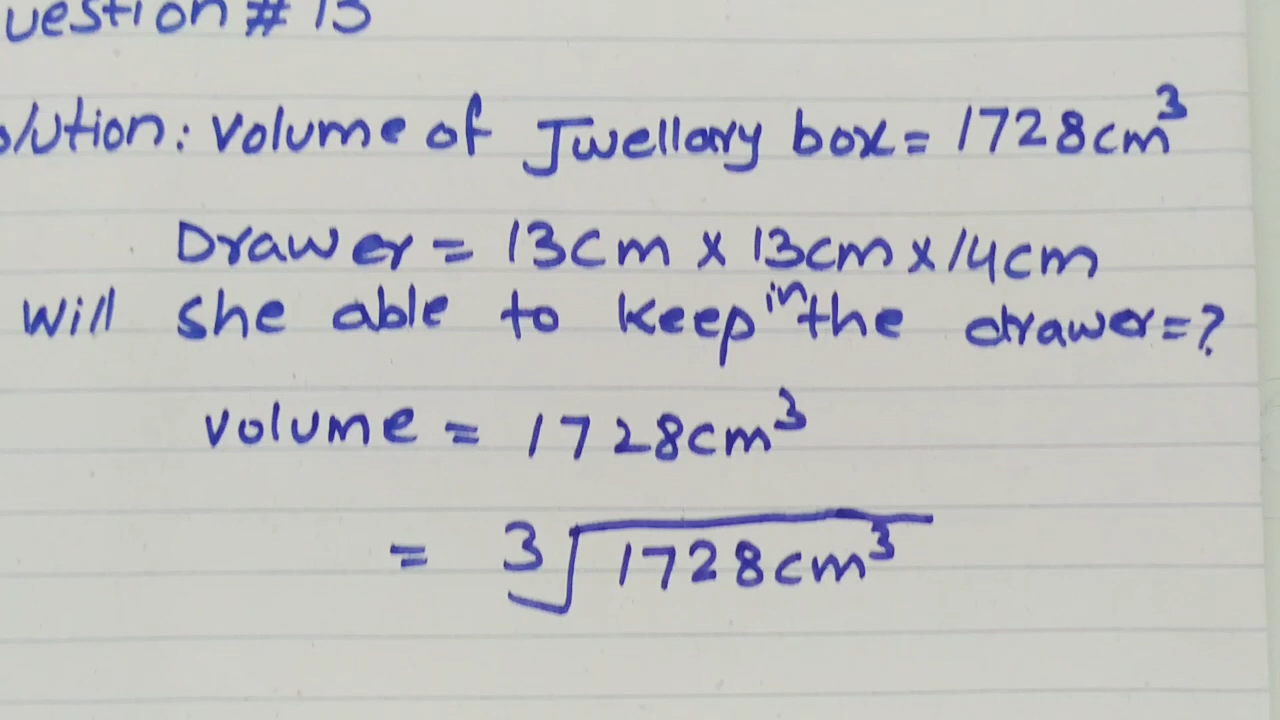 uestion # 13
olution: Volume of Jwellary box = 1728cm³
Drawer = 13cm x 13cm x 14cm
Will she able to keep in the drawer = ?
volume = 1728cm³
= ³√1728cm³